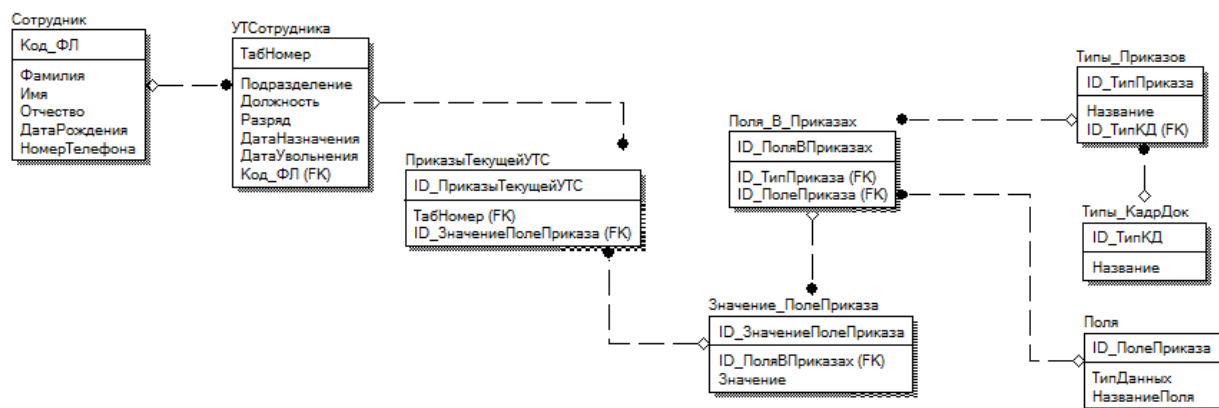 Сотрудник
Код_ФЛ
Фамилия
Имя
Отчество
ДатаРождения
НомерТелефона
УТСотрудника
ТабНомер
Подразделение
Должность
Разряд
ДатаНазначения
ДатаУвольнения
Код_ФЛ (FK)
ПриказыТекущейУТС
ID_ПриказыТекущейУТС
ТабНомер (FK)
ID_ЗначениеПолеПриказа (FK)
Поля_В_Приказах
ID_ПоляВПриказах
ID_ТипПриказа (FK)
ID_ПолеПриказа (FK)
Значение_ПолеПриказа
ID_ЗначениеПолеПриказа
ID_ПоляВПриказах (FK)
Значение
Типы_Приказов
ID_ТипПриказа
Название
ID_ТипКД (FK)
Типы_КадрДок
ID_ТипКД
Название
Поля
ID_ПолеПриказа
ТипДанных
НазваниеПоля